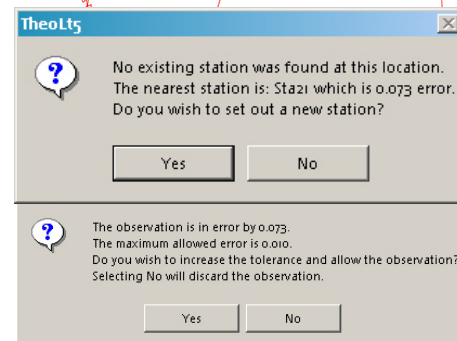 TheoLt5
No existing station was found at this location.
The nearest station is: Sta21 which is 0.073 error.
Do you wish to set out a new station?
Yes No
The observation is in error by 0.073.
The maximum allowed error is 0.010.
Do you wish to increase the tolerance and allow the observation?
Selecting No will discard the observation.
Yes No